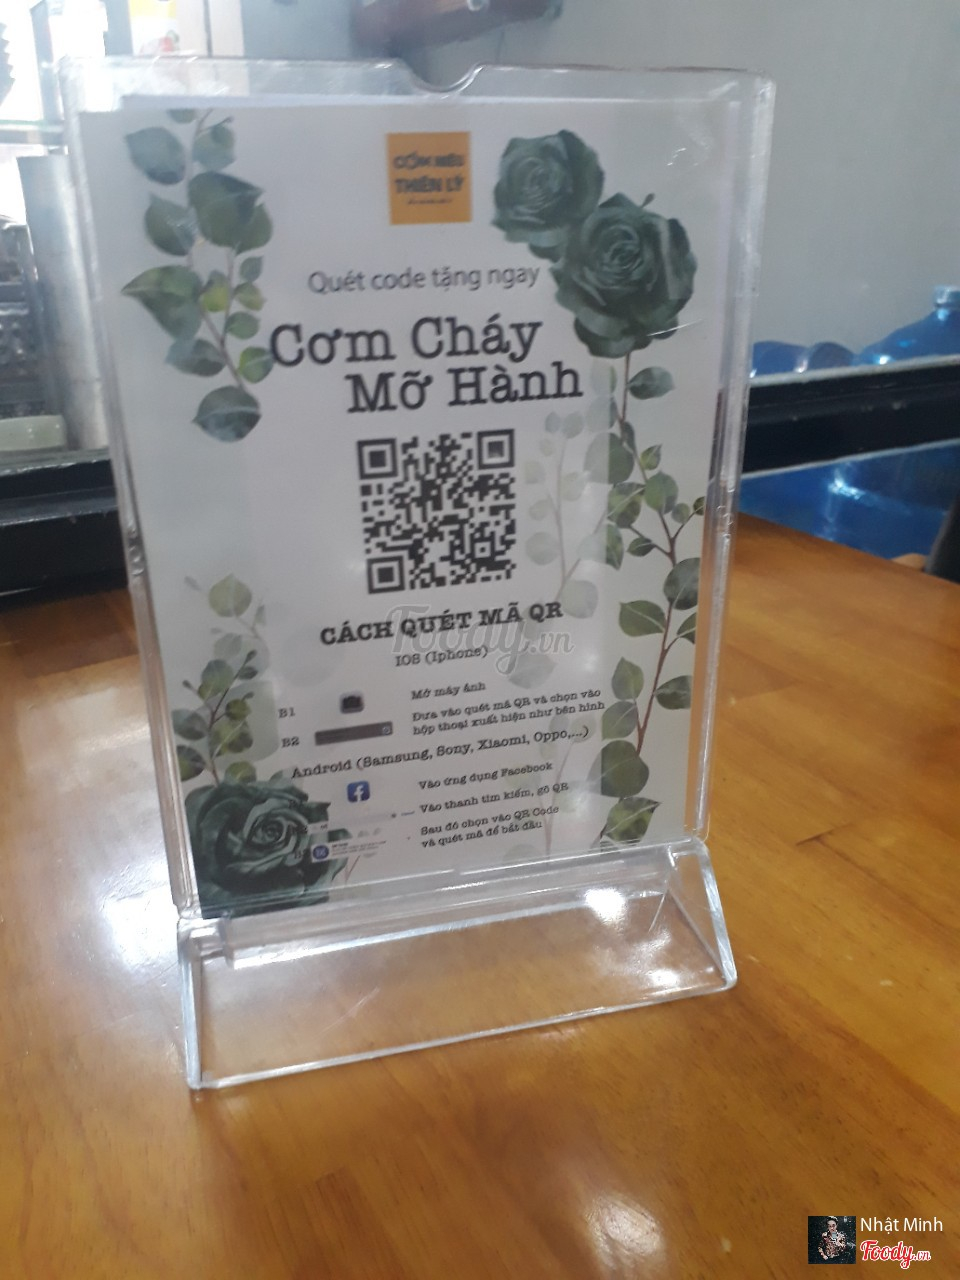 CƠM NIÊU
THIÊN LÝ
Quét code tặng ngay
Cơm Cháy
Mỡ Hành
CÁCH QUÉT MÃ QR
Foody.vn
IOS (Iphone)
B1 Mở máy ảnh
B2 Đưa vào quét mã QR và chọn vào
hộp thoại xuất hiện như bên hình
Android (Samsung, Sony, Xiaomi, Oppo,...)
Vào ứng dụng Facebook
Vào thanh tìm kiếm, gõ QR
Sau đó chọn vào QR Code
và quét mã để bắt đầu
Nhật Minh
Foody.vn